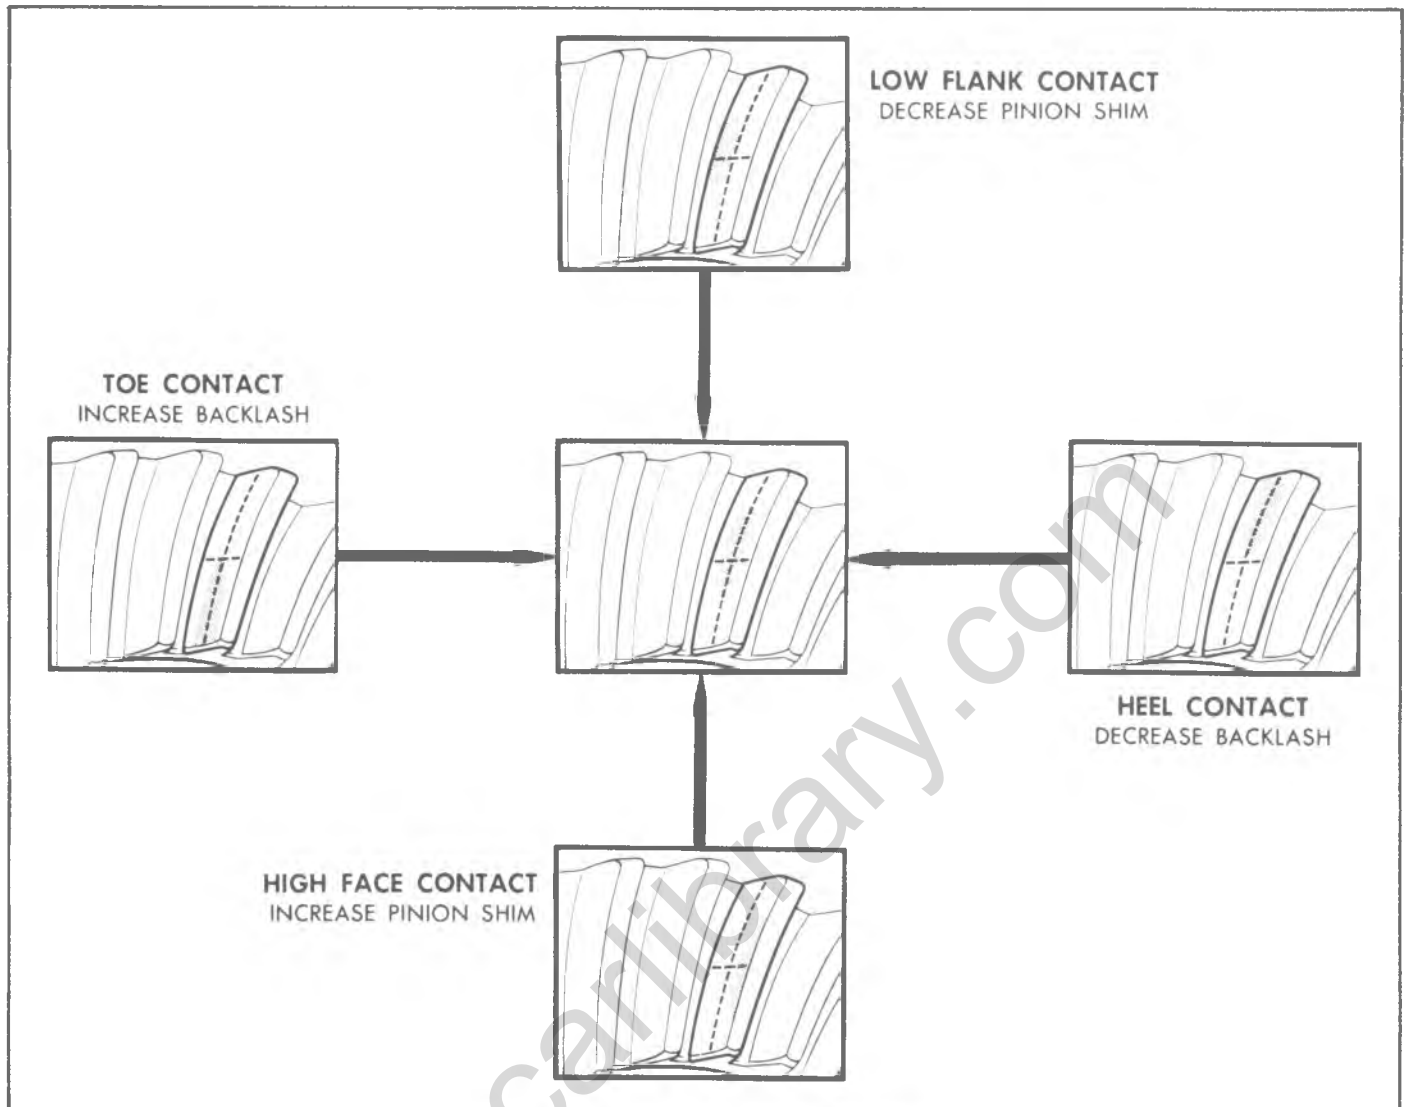 LOW FLANK CONTACT
DECREASE PINION SHIM
TOE CONTACT
INCREASE BACKLASH
HEEL CONTACT
DECREASE BACKLASH
HIGH FACE CONTACT
INCREASE PINION SHIM
carlibrary.com